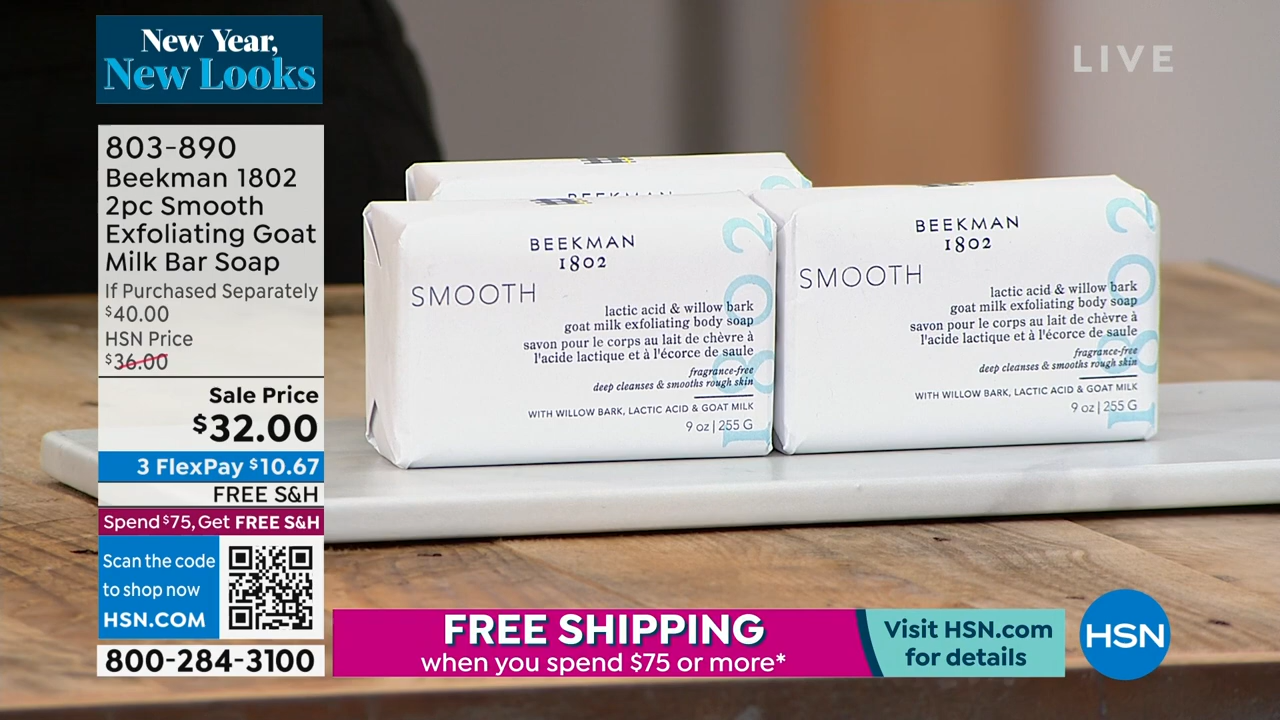 New Year,
New Looks
LIVE
803-890
Beekman 1802
2pc Smooth
Exfoliating Goat
Milk Bar Soap
If Purchased Separately
$40.00
HSN Price
$36.00
Sale Price
$32.00
3 FlexPay $10.67
FREE S&H
Spend $75, Get FREE S&H
Scan the code
to shop now
HSN.COM
800-284-3100
BEEKMAN
BEEKMAN
1802
SMOOTH
lactic acid & willow bark
goat milk exfoliating body soap
savon pour le corps au lait de chèvre à
l'acide lactique et à l'écorce de saule
fragrance-free
deep cleanses & smooths rough skin
WITH WILLOW BARK, LACTIC ACID & GOAT MILK
9 oz | 255 G
1802
BEEKMAN
1802
SMOOTH
lactic acid & willow bark
goat milk exfoliating body soap
savon pour le corps au lait de chèvre à
l'acide lactique et à l'écorce de saule
fragrance-free
deep cleanses & smooths rough skin
WITH WILLOW BARK, LACTIC ACID & GOAT MILK
9 oz | 255 G
1802
FREE SHIPPING
when you spend $75 or more*
Visit HSN.com
for details
HSN